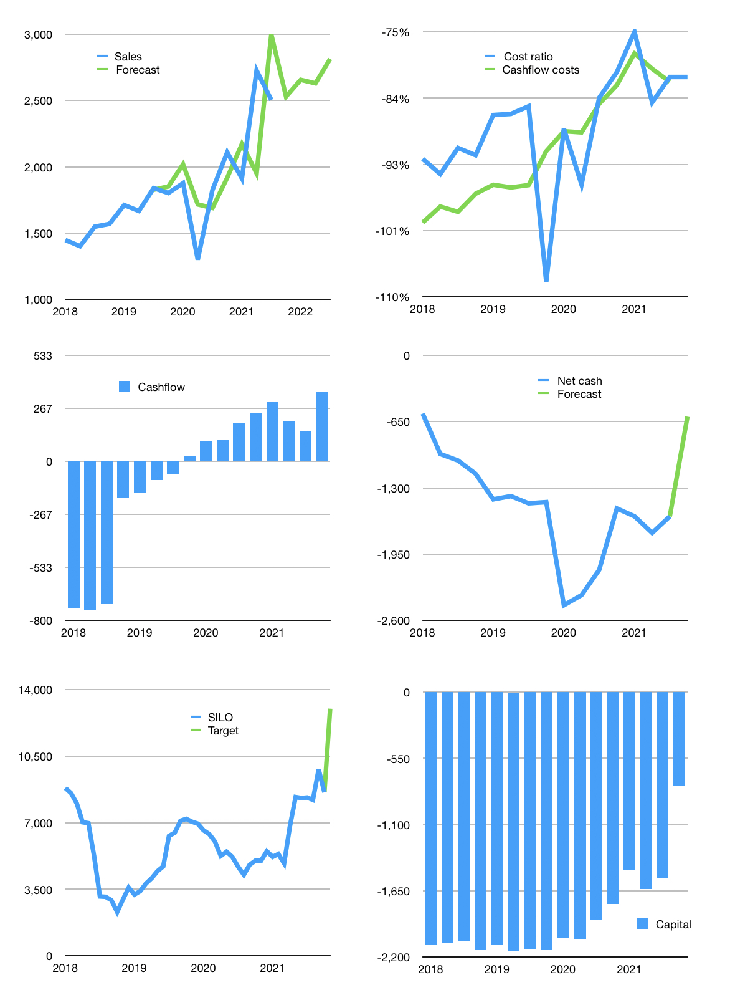 3,000
Sales
Forecast
2,500
2,000
1,500
1,000
2018 2019 2020 2021 2022
-75%
Cost ratio
Cashflow costs
-84%
-93%
-101%
-110%
2018 2019 2020 2021
533
Cashflow
267
0
-267
-533
-800
2018 2019 2020 2021
0
Net cash
Forecast
-650
-1,300
-1,950
-2,600
2018 2019 2020 2021
14,000
SILO
Target
10,500
7,000
3,500
0
2018 2019 2020 2021
0
-550
-1,100
-1,650
Capital
-2,200
2018 2019 2020 2021